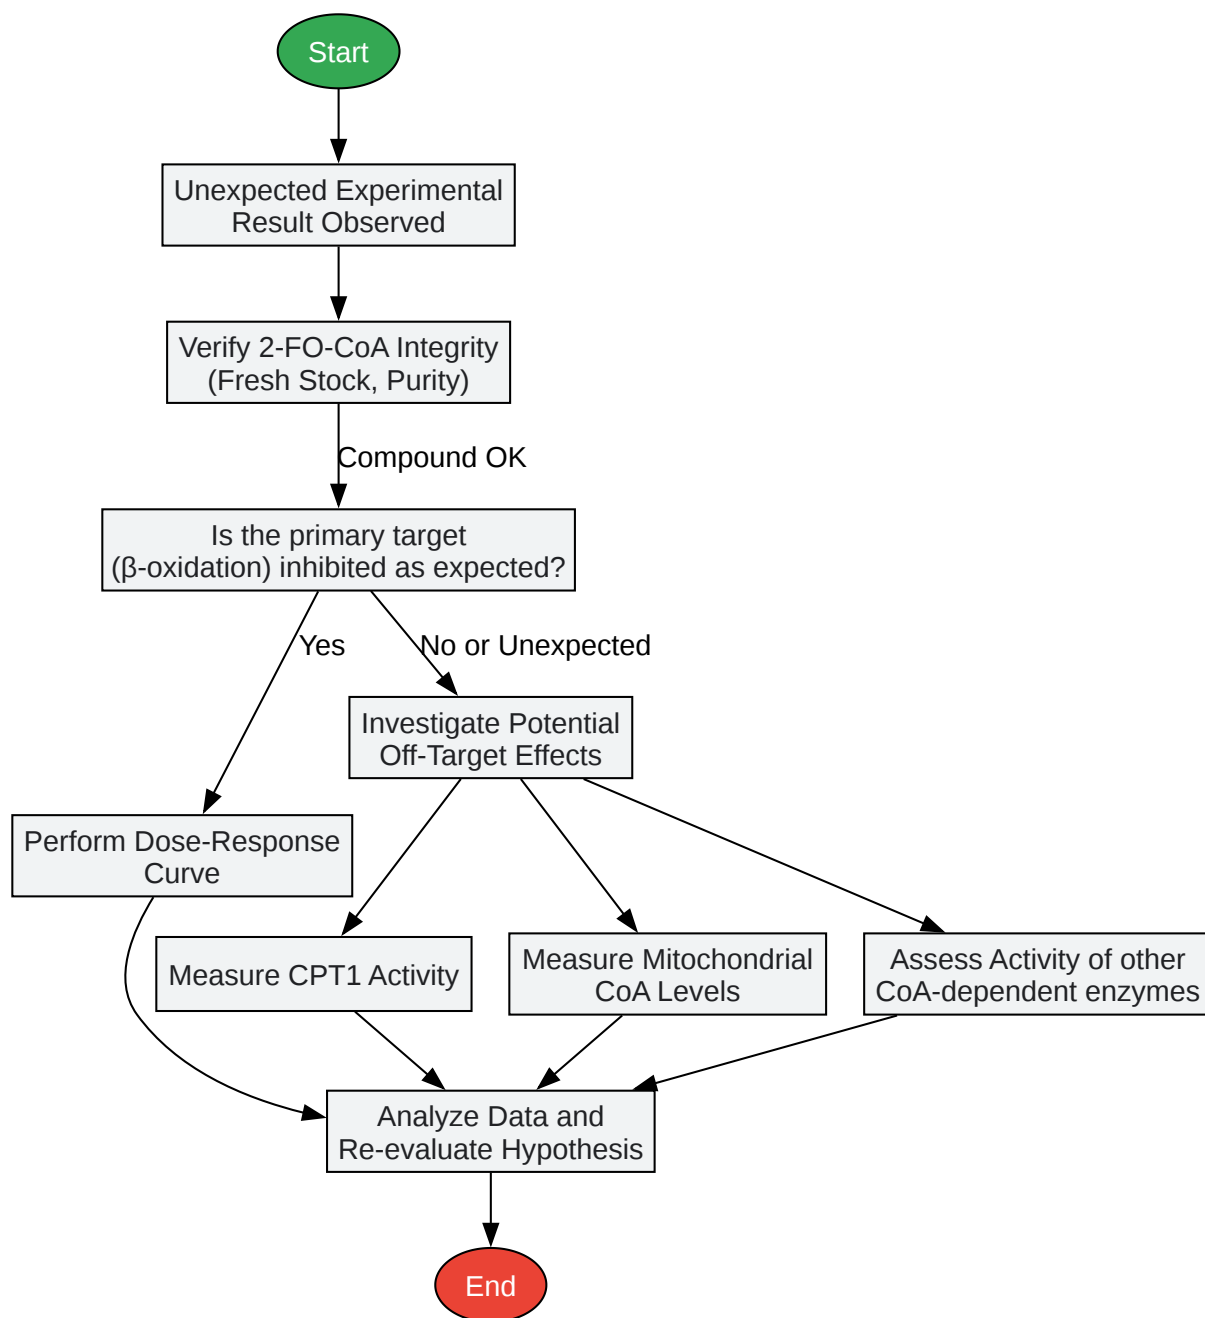 Start
Unexpected Experimental
Result Observed
Verify 2-FO-CoA Integrity
(Fresh Stock, Purity)
Compound OK
Is the primary target
(β-oxidation) inhibited as expected?
Yes
No or Unexpected
Investigate Potential
Off-Target Effects
Perform Dose-Response
Curve
Measure CPT1 Activity
Measure Mitochondrial
CoA Levels
Assess Activity of other
CoA-dependent enzymes
Analyze Data and
Re-evaluate Hypothesis
End